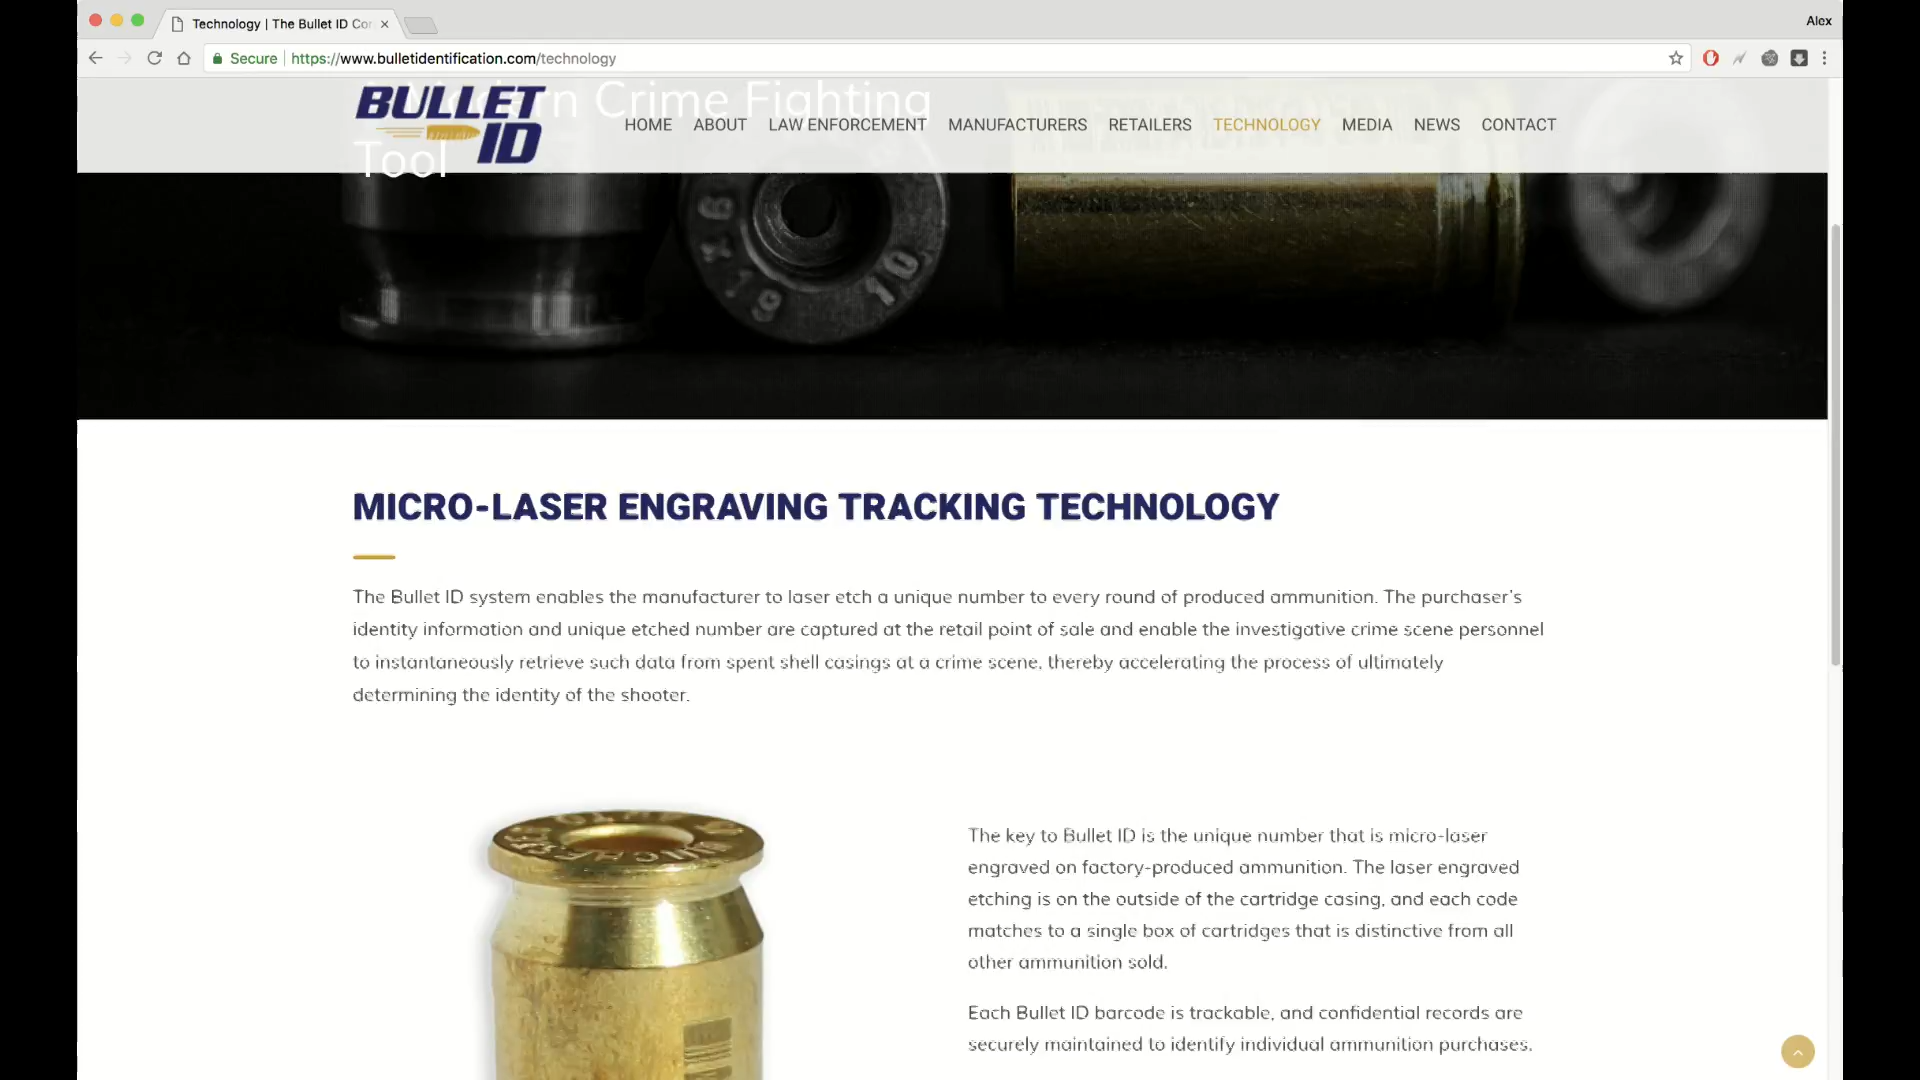 Technology | The Bullet ID Cor
Alex
Secure
https://www.bulletidentification.com/technology
n Crime Fighting
Tool
BULLET
ID
HOME ABOUT LAW ENFORCEMENT MANUFACTURERS RETAILERS TECHNOLOGY MEDIA NEWS CONTACT
MICRO-LASER ENGRAVING TRACKING TECHNOLOGY
The Bullet ID system enables the manufacturer to laser etch a unique number to every round of produced ammunition. The purchaser's
identity information and unique etched number are captured at the retail point of sale and enable the investigative crime scene personnel
to instantaneously retrieve such data from spent shell casings at a crime scene, thereby accelerating the process of ultimately
determining the identity of the shooter.
The key to Bullet ID is the unique number that is micro-laser
engraved on factory-produced ammunition. The laser engraved
etching is on the outside of the cartridge casing, and each code
matches to a single box of cartridges that is distinctive from all
other ammunition sold.
Each Bullet ID barcode is trackable, and confidential records are
securely maintained to identify individual ammunition purchases.